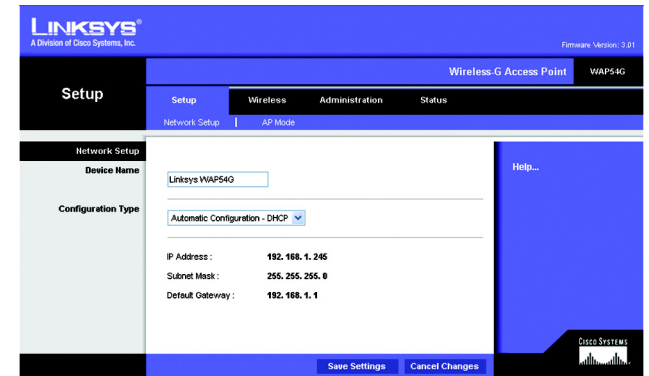 LINKSYS®
A Division of Cisco Systems, Inc.
Firmware Version: 3.01
Wireless-G Access Point WAP54G
Setup
Setup Wireless Administration Status
Network Setup | AP Mode
Network Setup
Device Name
Linksys WAP54G
Help...
Configuration Type
Automatic Configuration - DHCP
IP Address : 192. 168. 1. 245
Subnet Mask : 255. 255. 255. 0
Default Gateway : 192. 168. 1. 1
CISCO SYSTEMS
Save Settings Cancel Changes